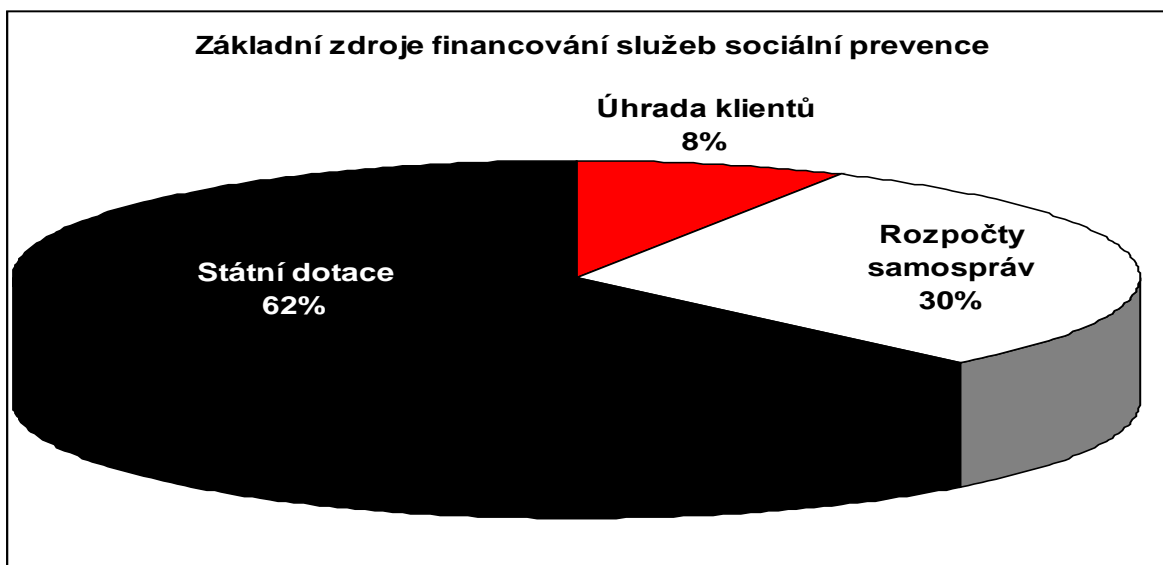 Základní zdroje financování služeb sociální prevence
Úhrada klientů
8%
Rozpočty
samospráv
30%
Státní dotace
62%